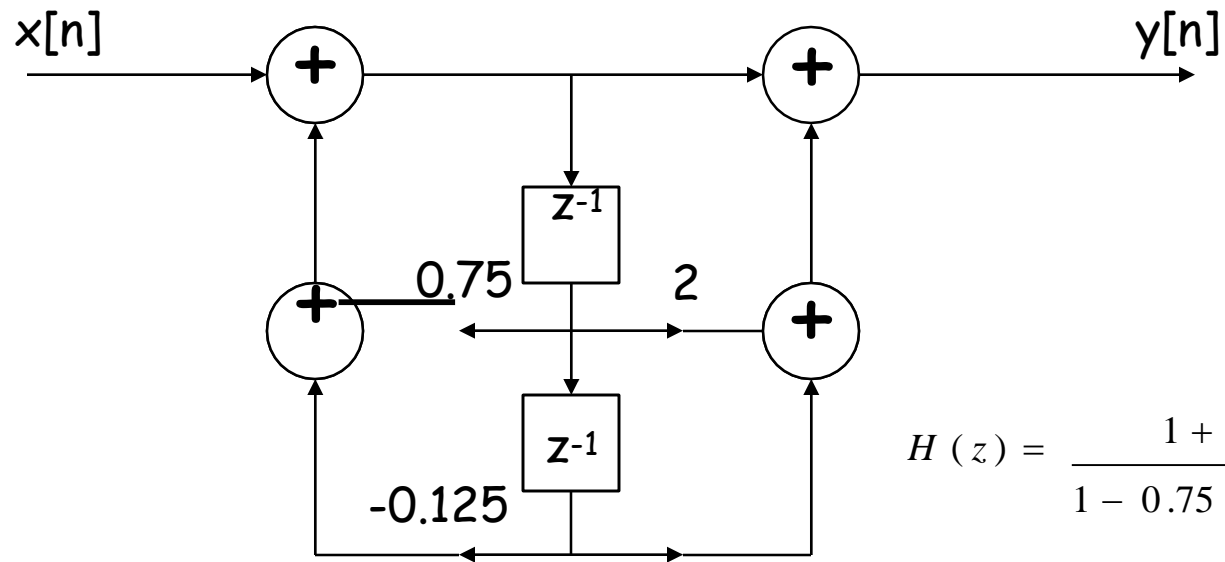 x[n]
y[n]
+
+
z-1
0.75
2
+
+
z-1
-0.125
H ( z ) = 1 +
1 − 0.75